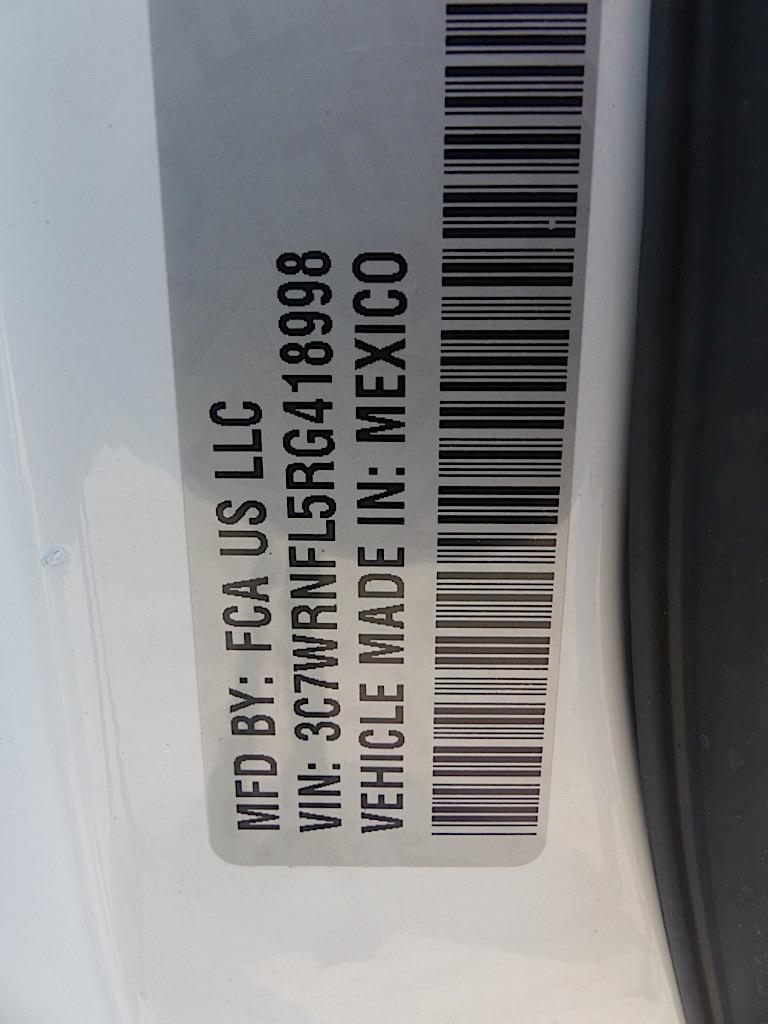 MFD BY: FCA US LLC
VIN: 3C7WRNFL5RG418998
VEHICLE MADE IN: MEXICO